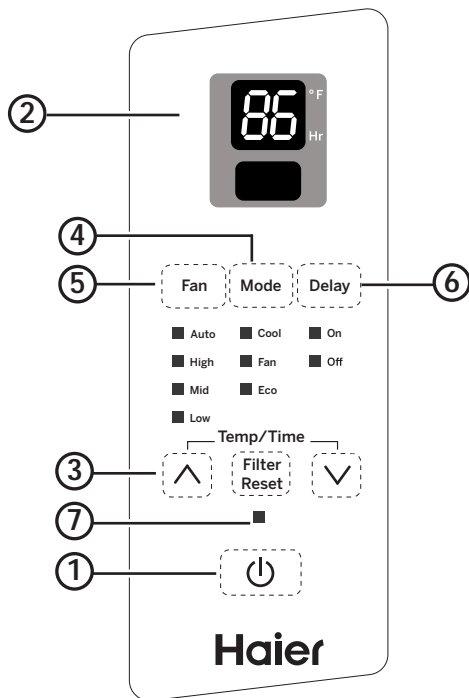 2
86 °F
Hr
4
5
6
Fan Mode Delay
Auto Cool On
High Fan Off
Mid Eco
Low
Temp/Time
3
Filter
Reset
7
1
Haier